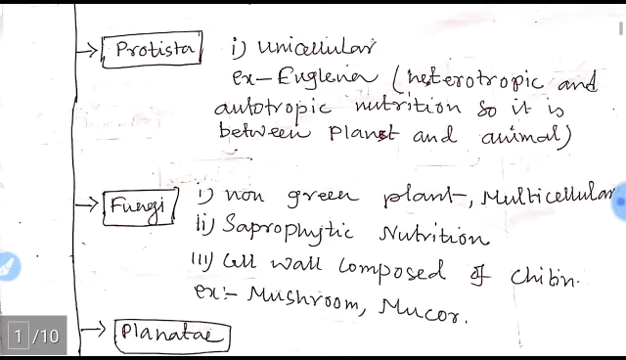 Protista i) Unicellular
ex- Euglena (heterotropic and
autotropic nutrition so it is
between Planet and animal)
Fungi i) non green plant, Multicellular
ii) Saprophytic Nutrition
iii) Cell wall composed of Chitin.
ex:- Mushroom, Mucor.
1/10 Planatae